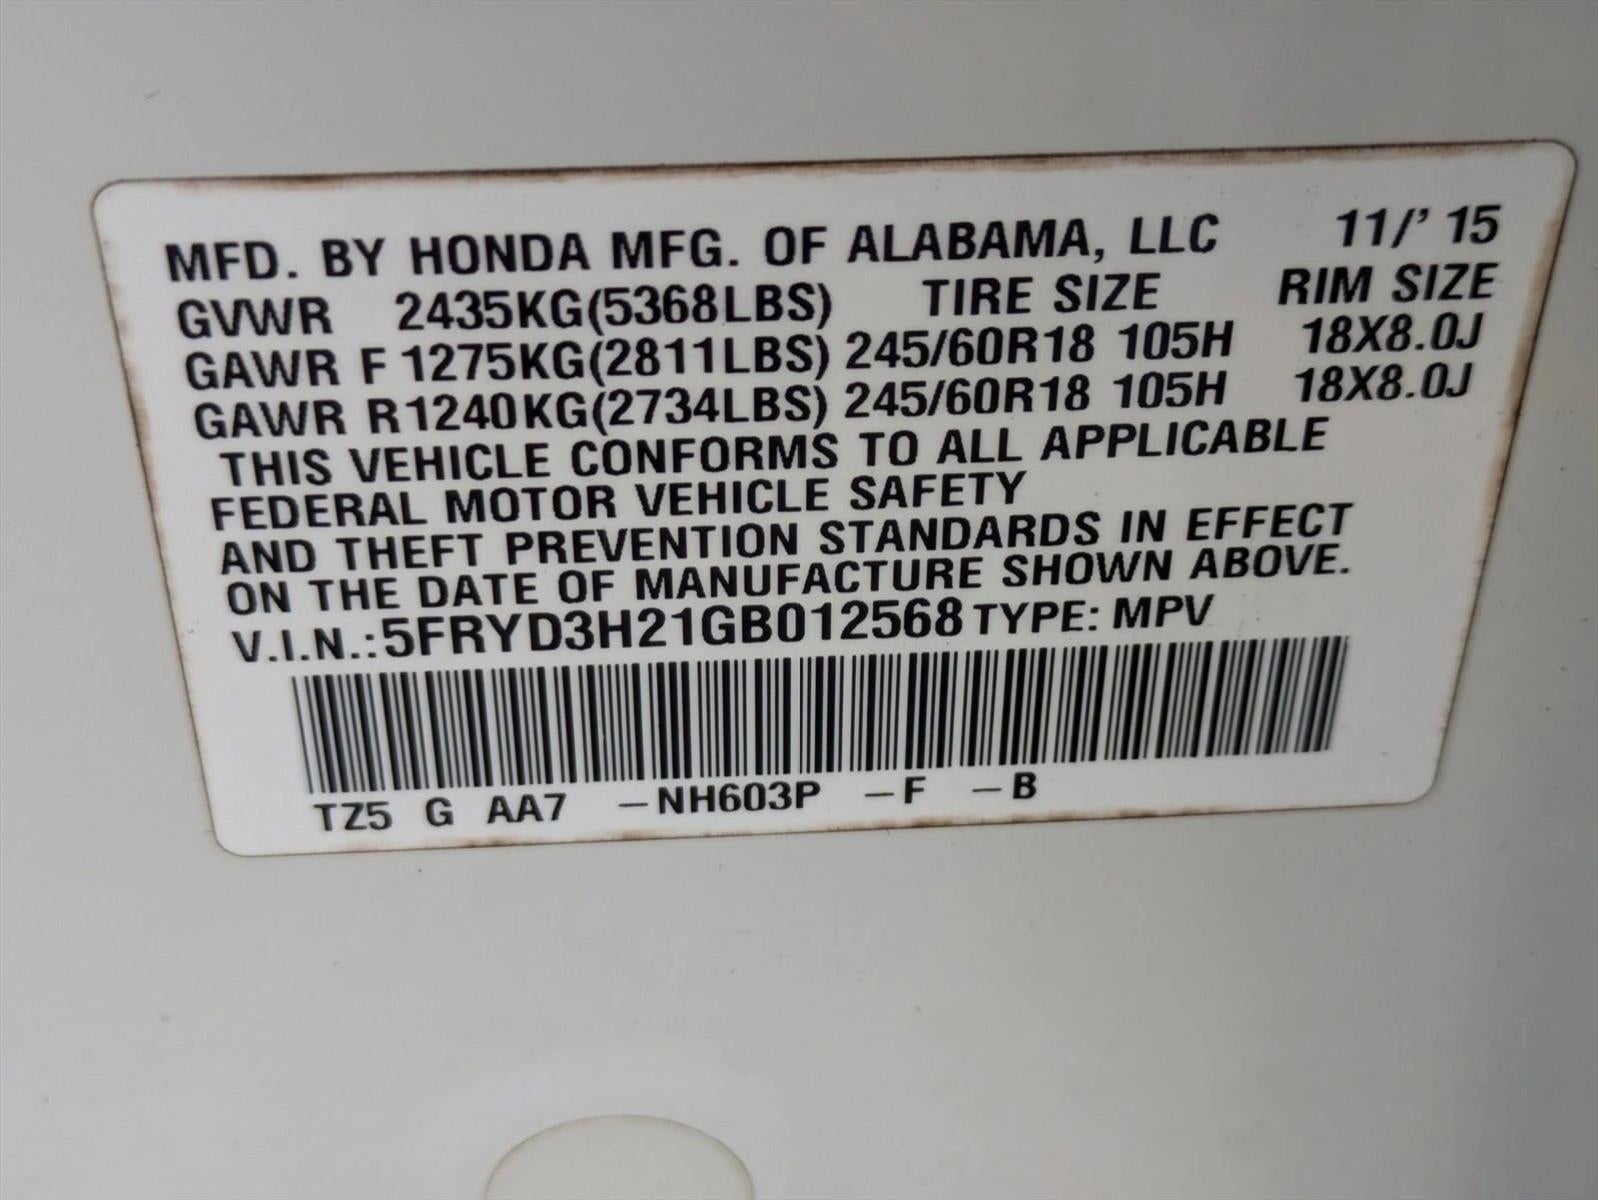 MFD. BY HONDA MFG. OF ALABAMA, LLC 11/' 15
GVWR 2435KG(5368LBS) TIRE SIZE RIM SIZE
GAWR F 1275KG(2811LBS) 245/60R18 105H 18X8.0J
GAWR R1240KG(2734LBS) 245/60R18 105H 18X8.0J
THIS VEHICLE CONFORMS TO ALL APPLICABLE
FEDERAL MOTOR VEHICLE SAFETY
AND THEFT PREVENTION STANDARDS IN EFFECT
ON THE DATE OF MANUFACTURE SHOWN ABOVE.
V.I.N.:5FRYD3H21GB012568 TYPE: MPV
TZ5 G AA7 –NH603P –F –B